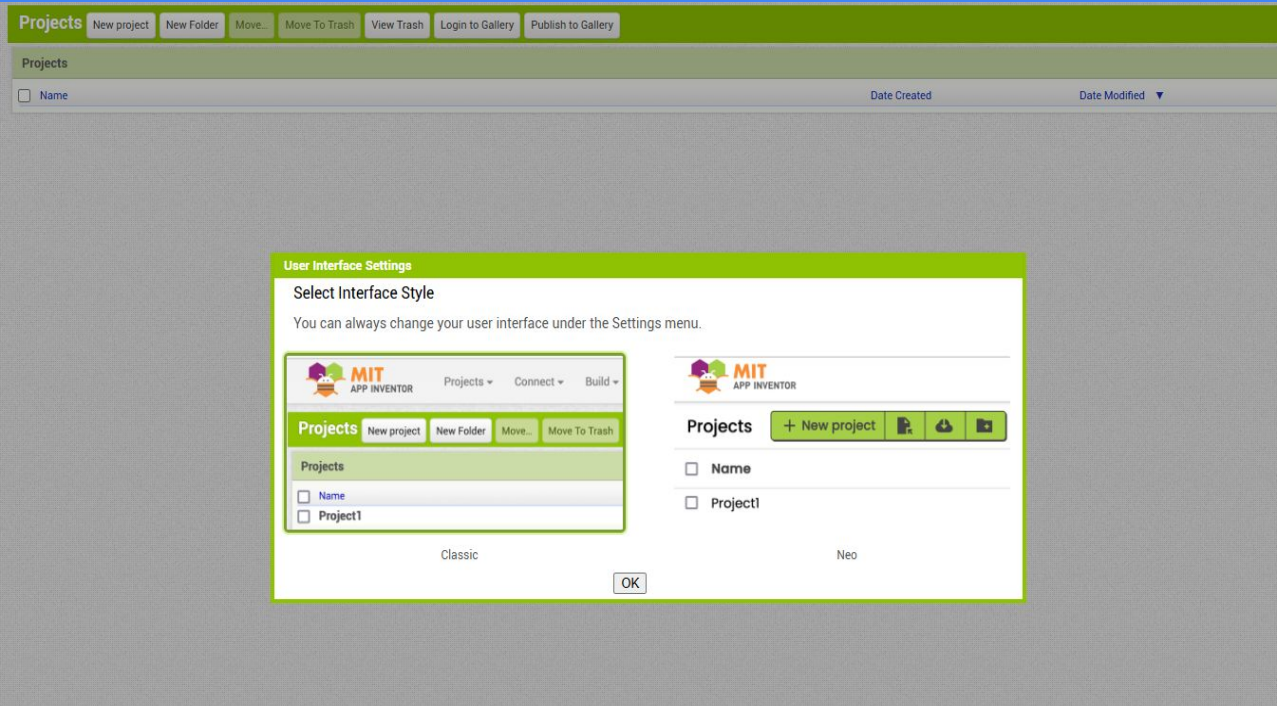 Projects New project New Folder Move... Move To Trash View Trash Login to Gallery Publish to Gallery
Projects
Name Date Created Date Modified ▼
User Interface Settings
Select Interface Style
You can always change your user interface under the Settings menu.
MIT
APP INVENTOR Projects Connect Build
Projects New project New Folder Move... Move To Trash
Projects
Name
Project1
Classic
MIT
APP INVENTOR
Projects + New project
Name
Project1
Neo
OK